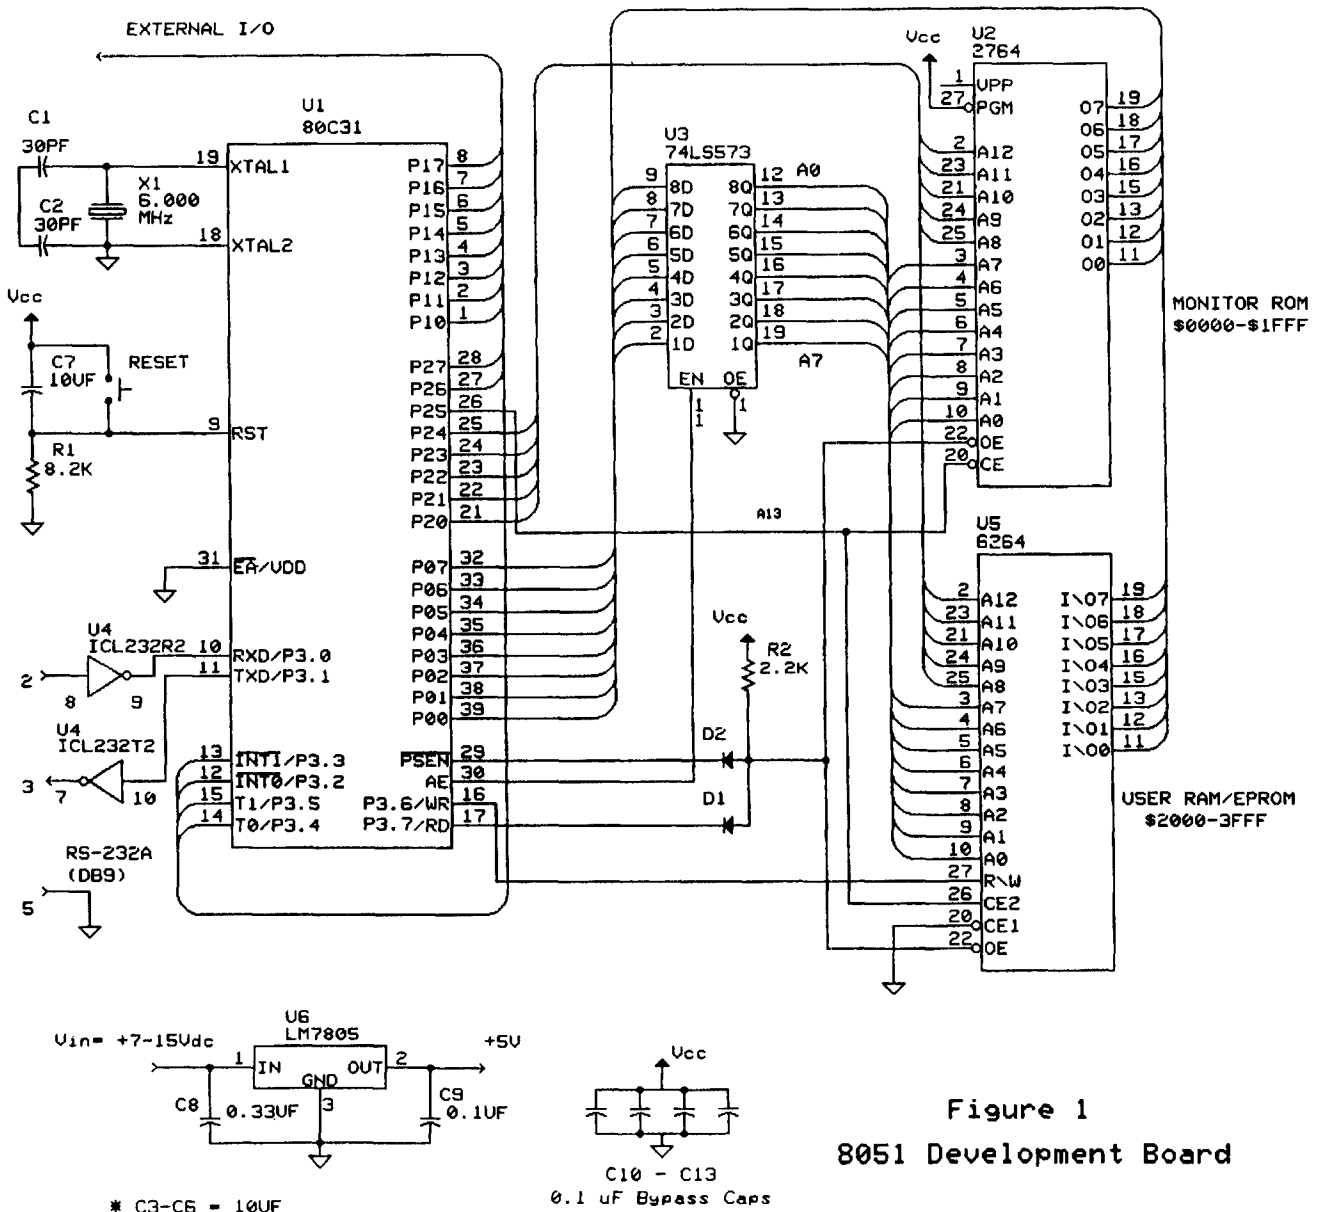 EXTERNAL I/O
C1
30PF
C2
30PF
X1
6.000
MHz
Vcc
C7
10UF
RESET
R1
8.2K
U1
80C31
19 XTAL1
18 XTAL2
9 RST
31 EA/VDD
10 RXD/P3.0
11 TXD/P3.1
13 INTI/P3.3
12 INT0/P3.2
15 T1/P3.5
14 T0/P3.4
P17 8
P16 7
P15 6
P14 5
P13 4
P12 3
P11 2
P10 1
P27 28
P26 27
P25 26
P24 25
P23 24
P22 23
P21 22
P20 21
P07 32
P06 33
P05 34
P04 35
P03 36
P02 37
P01 38
P00 39
PSEN 29
AE 30
P3.6/WR 16
P3.7/RD 17
U4
ICL232R2
2
8
9
U4
ICL232T2
3
7
10
RS-232A
(DB9)
5
U3
74LS573
9 8D 8Q 12 A0
8 7D 7Q 13
7 6D 6Q 14
6 5D 5Q 15
5 4D 4Q 16
4 3D 3Q 17
3 2D 2Q 18
2 1D 1Q 19
A7
EN OE
11
1
A13
Vcc
R2
2.2K
D2
D1
Vcc
U2
2764
1 VPP
27 PGM
2 A12
23 A11
21 A10
24 A9
25 A8
3 A7
4 A6
5 A5
6 A4
7 A3
8 A2
9 A1
10 A0
22 OE
20 CE
O7 19
O6 18
O5 17
O4 16
O3 15
O2 13
O1 12
O0 11
MONITOR ROM
$0000-$1FFF
U5
6264
2 A12
23 A11
21 A10
24 A9
25 A8
3 A7
4 A6
5 A5
6 A4
7 A3
8 A2
9 A1
10 A0
27 R\W
26 CE2
20 CE1
22 OE
I\O7 19
I\O6 18
I\O5 17
I\O4 16
I\O3 15
I\O2 13
I\O1 12
I\O0 11
USER RAM/EPROM
$2000-3FFF
Vin= +7-15Vdc
U6
LM7805
1 IN OUT 2
GND
3
+5V
C8
0.33UF
C9
0.1UF
Vcc
C10 - C13
0.1 uF Bypass Caps
Figure 1
8051 Development Board
* C3-C6 = 10UF